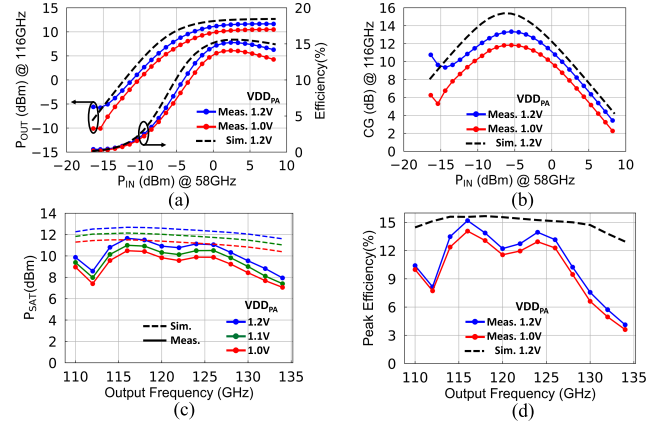 P_OUT (dBm) @ 116GHz
15
10
5
0
−5
−10
−15
−20 −15 −10 −5 0 5 10
P_IN (dBm) @ 58GHz
20
15
10
5
0
Efficiency(%)
VDD_PA
Meas. 1.2V
Meas. 1.0V
Sim. 1.2V
(a)
CG (dB) @ 116GHz
16
14
12
10
8
6
4
2
0
−20 −15 −10 −5 0 5 10
P_IN (dBm) @ 58GHz
VDD_PA
Meas. 1.2V
Meas. 1.0V
Sim. 1.2V
(b)
P_SAT(dBm)
14
12
10
8
6
4
2
0
110 115 120 125 130 135
Output Frequency (GHz)
Sim.
Meas.
VDD_PA
1.2V
1.1V
1.0V
(c)
Peak Efficiency(%)
15
12
9
6
3
0
110 115 120 125 130 135
Output Frequency (GHz)
VDD_PA
Meas. 1.2V
Meas. 1.0V
Sim. 1.2V
(d)